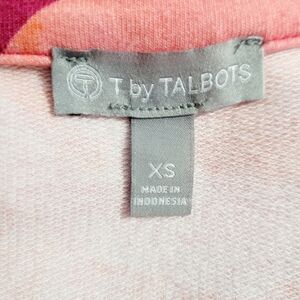 T by TALBOTS
XS
MADE IN
INDONESIA